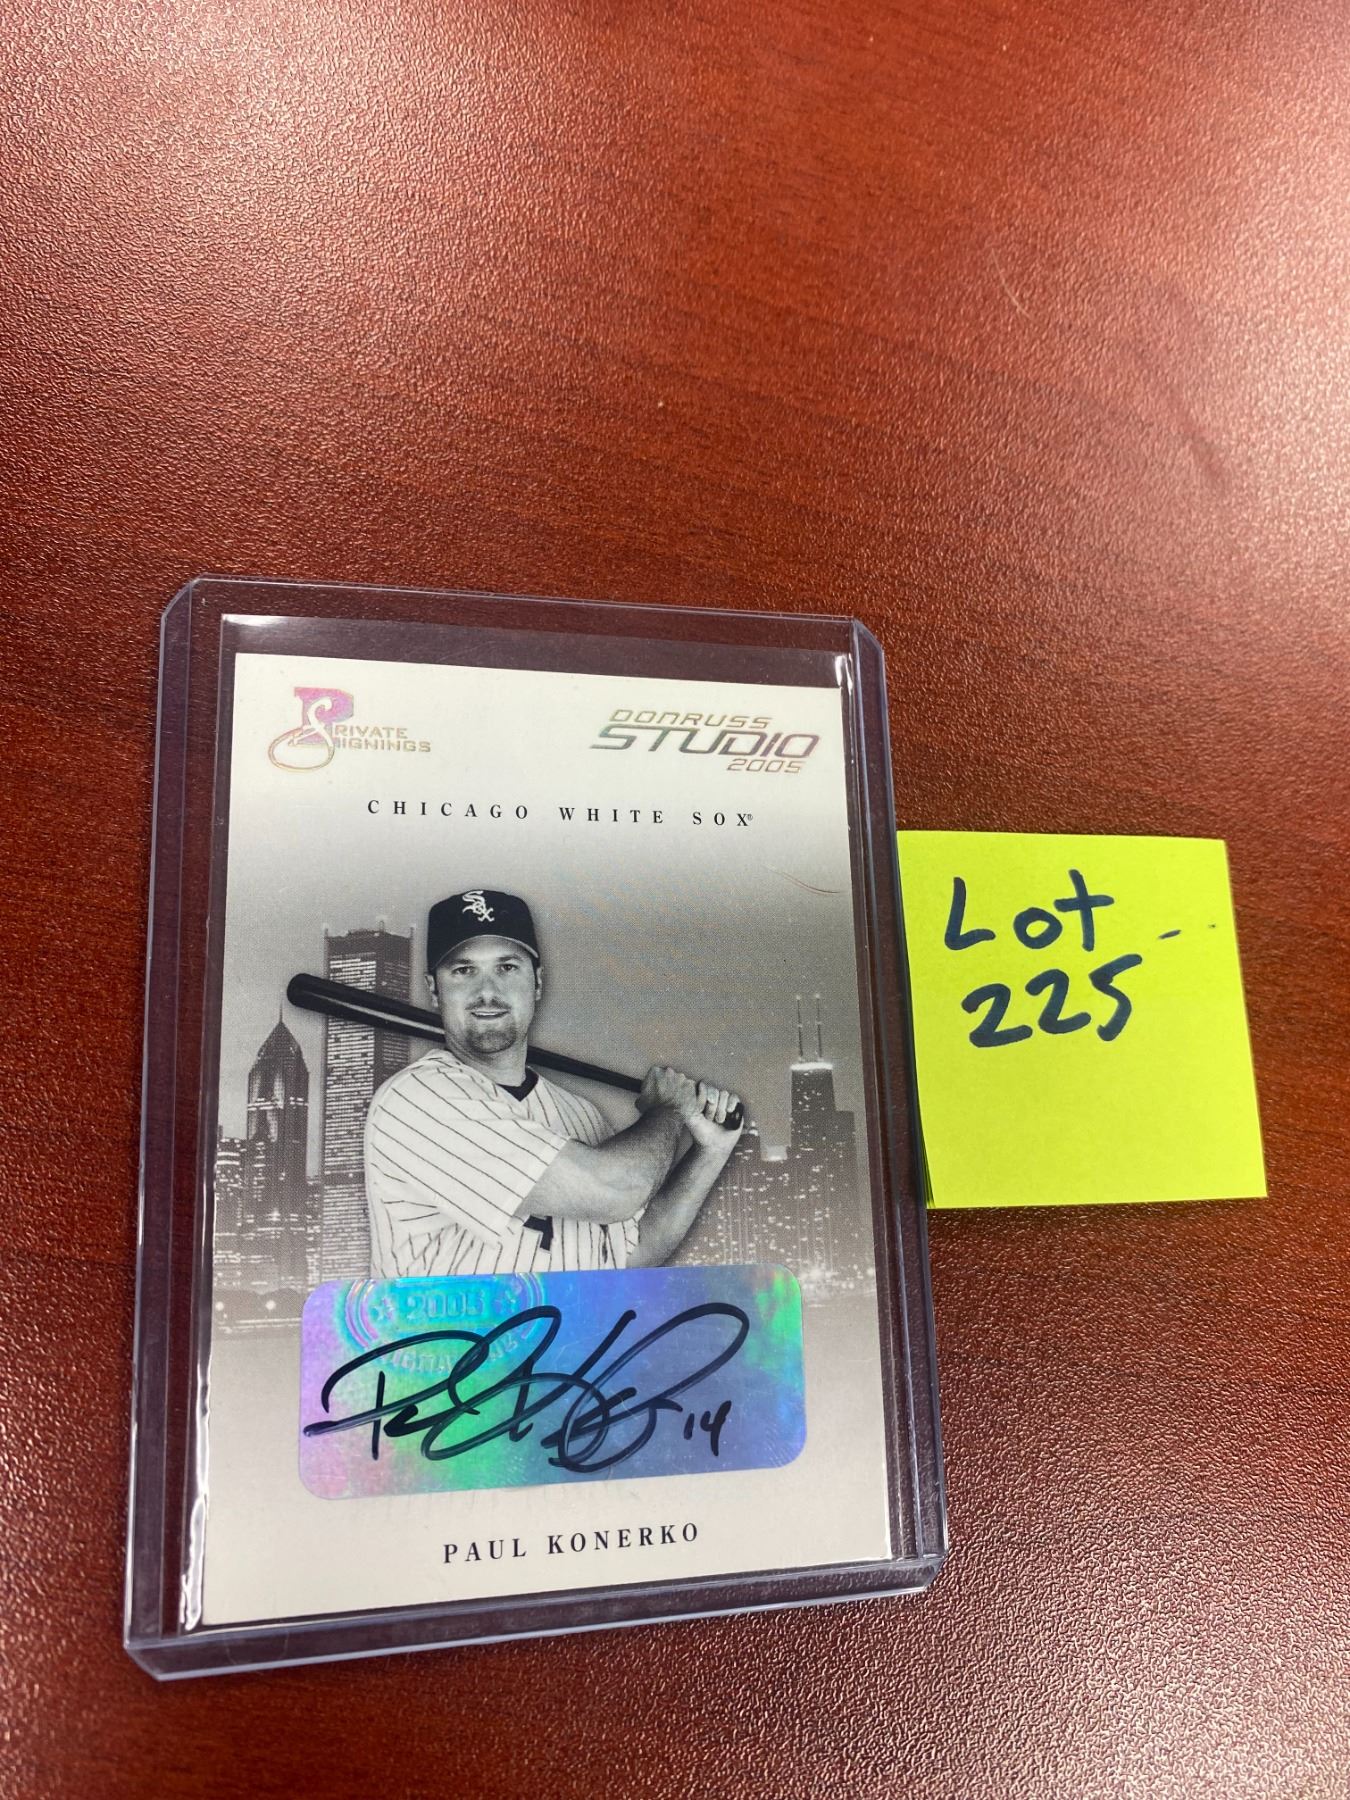 PRIVATE
SIGNINGS
DONRUSS
STUDIO
2005
CHICAGO WHITE SOX®
Sox
Lot
225
2005
14
PAUL KONERKO